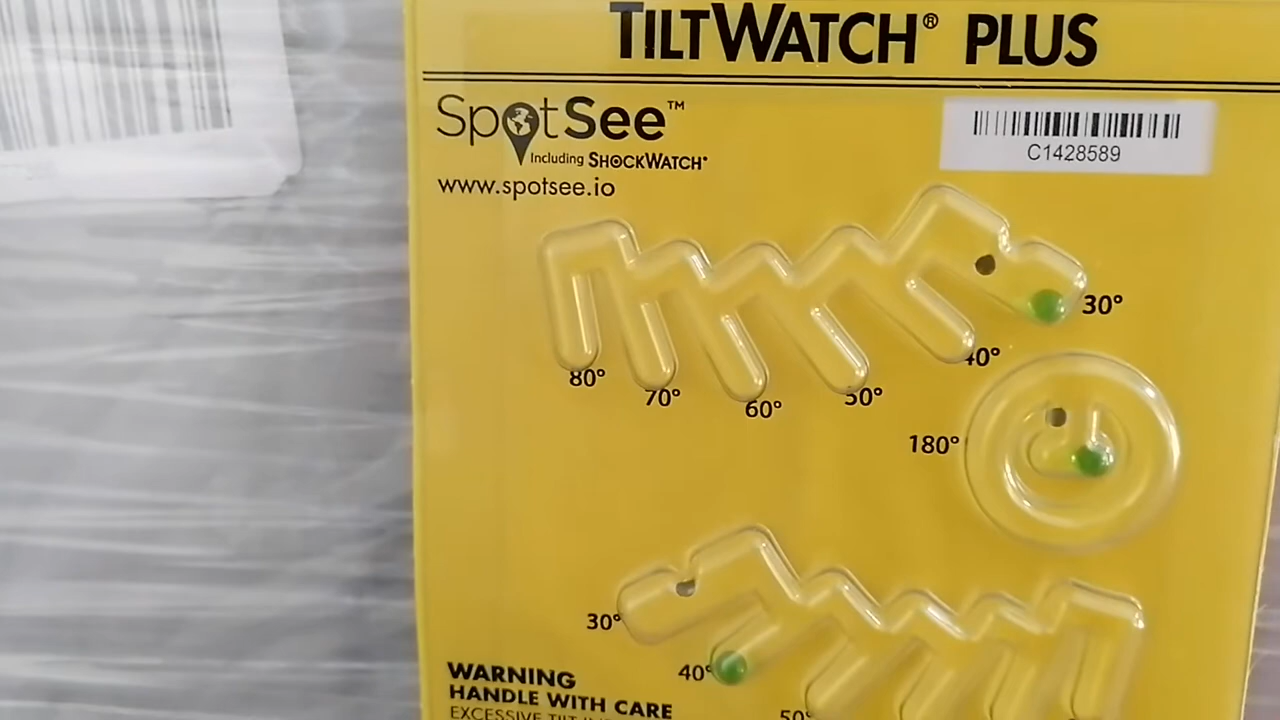 TILTWATCH® PLUS
SpotSee™
Including SHOCKWATCH®
www.spotsee.io
C1428589
30°
40°
80°
70°
60°
50°
180°
30°
40°
50°
WARNING
HANDLE WITH CARE
EXCESSIVE TILT